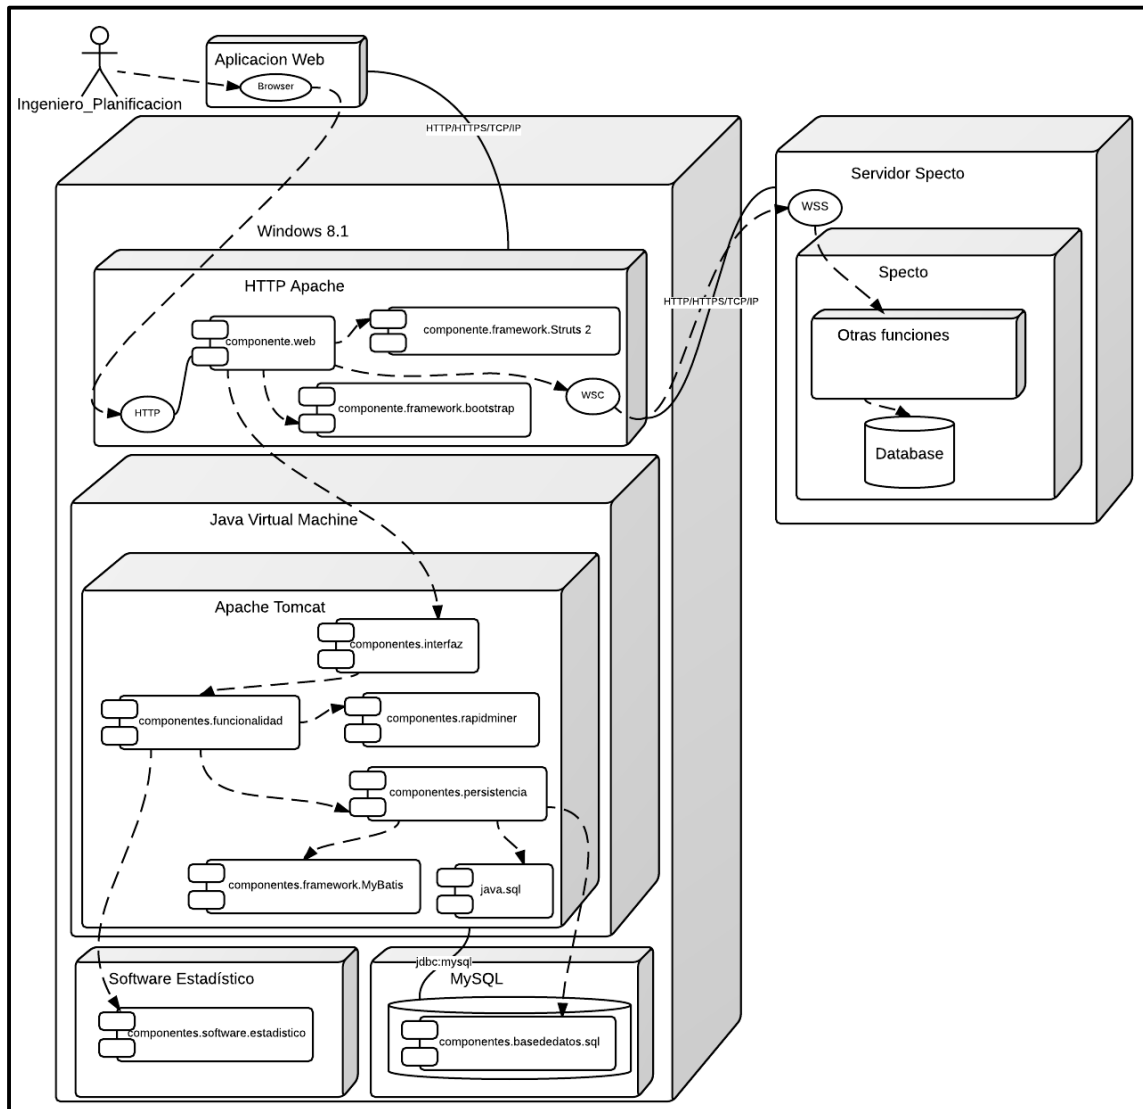 Aplicacion Web
Browser
Ingeniero_Planificacion
HTTP/HTTPS/TCP/IP
Servidor Specto
WSS
Windows 8.1
Specto
HTTP Apache
HTTP/HTTPS/TCP/IP
componente.framework.Struts 2
Otras funciones
componente.web
WSC
HTTP
componente.framework.bootstrap
Database
Java Virtual Machine
Apache Tomcat
componentes.interfaz
componentes.funcionalidad
componentes.rapidminer
componentes.persistencia
componentes.framework.MyBatis
java.sql
jdbc:mysql
Software Estadístico
MySQL
componentes.software.estadistico
componentes.basededatos.sql